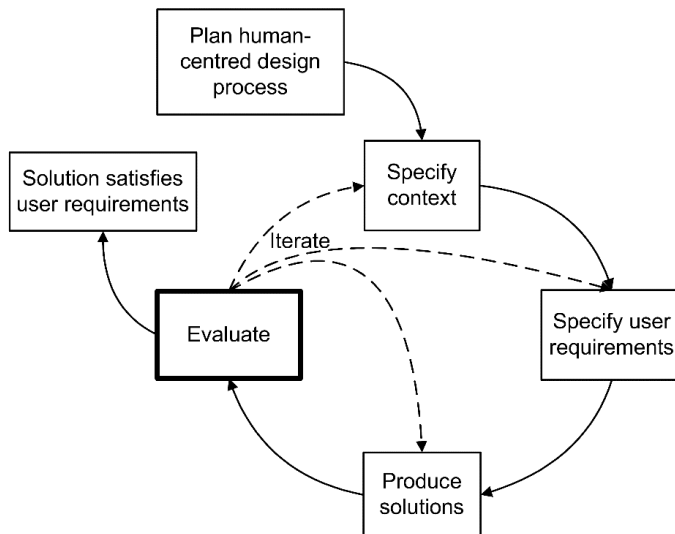 Plan human-
centred design
process
Specify
context
Solution satisfies
user requirements
Iterate
Evaluate
Specify user
requirements
Produce
solutions